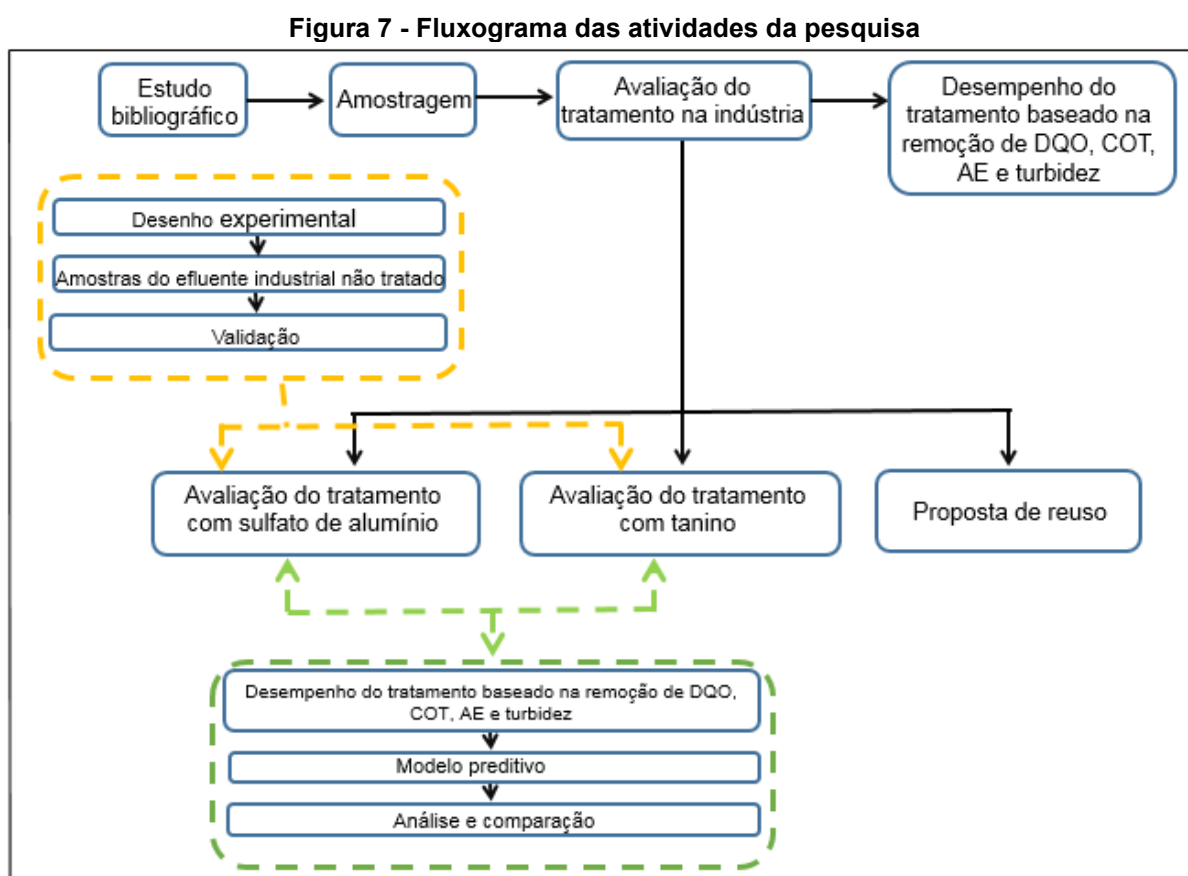 Figura 7 - Fluxograma das atividades da pesquisa
Estudo
bibliográfico
Amostragem
Avaliação do
tratamento na indústria
Desempenho do
tratamento baseado na
remoção de DQO, COT,
AE e turbidez
Desenho experimental
Amostras do efluente industrial não tratado
Validação
Avaliação do tratamento
com sulfato de alumínio
Avaliação do tratamento
com tanino
Proposta de reuso
Desempenho do tratamento baseado na remoção de DQO,
COT, AE e turbidez
Modelo preditivo
Análise e comparação